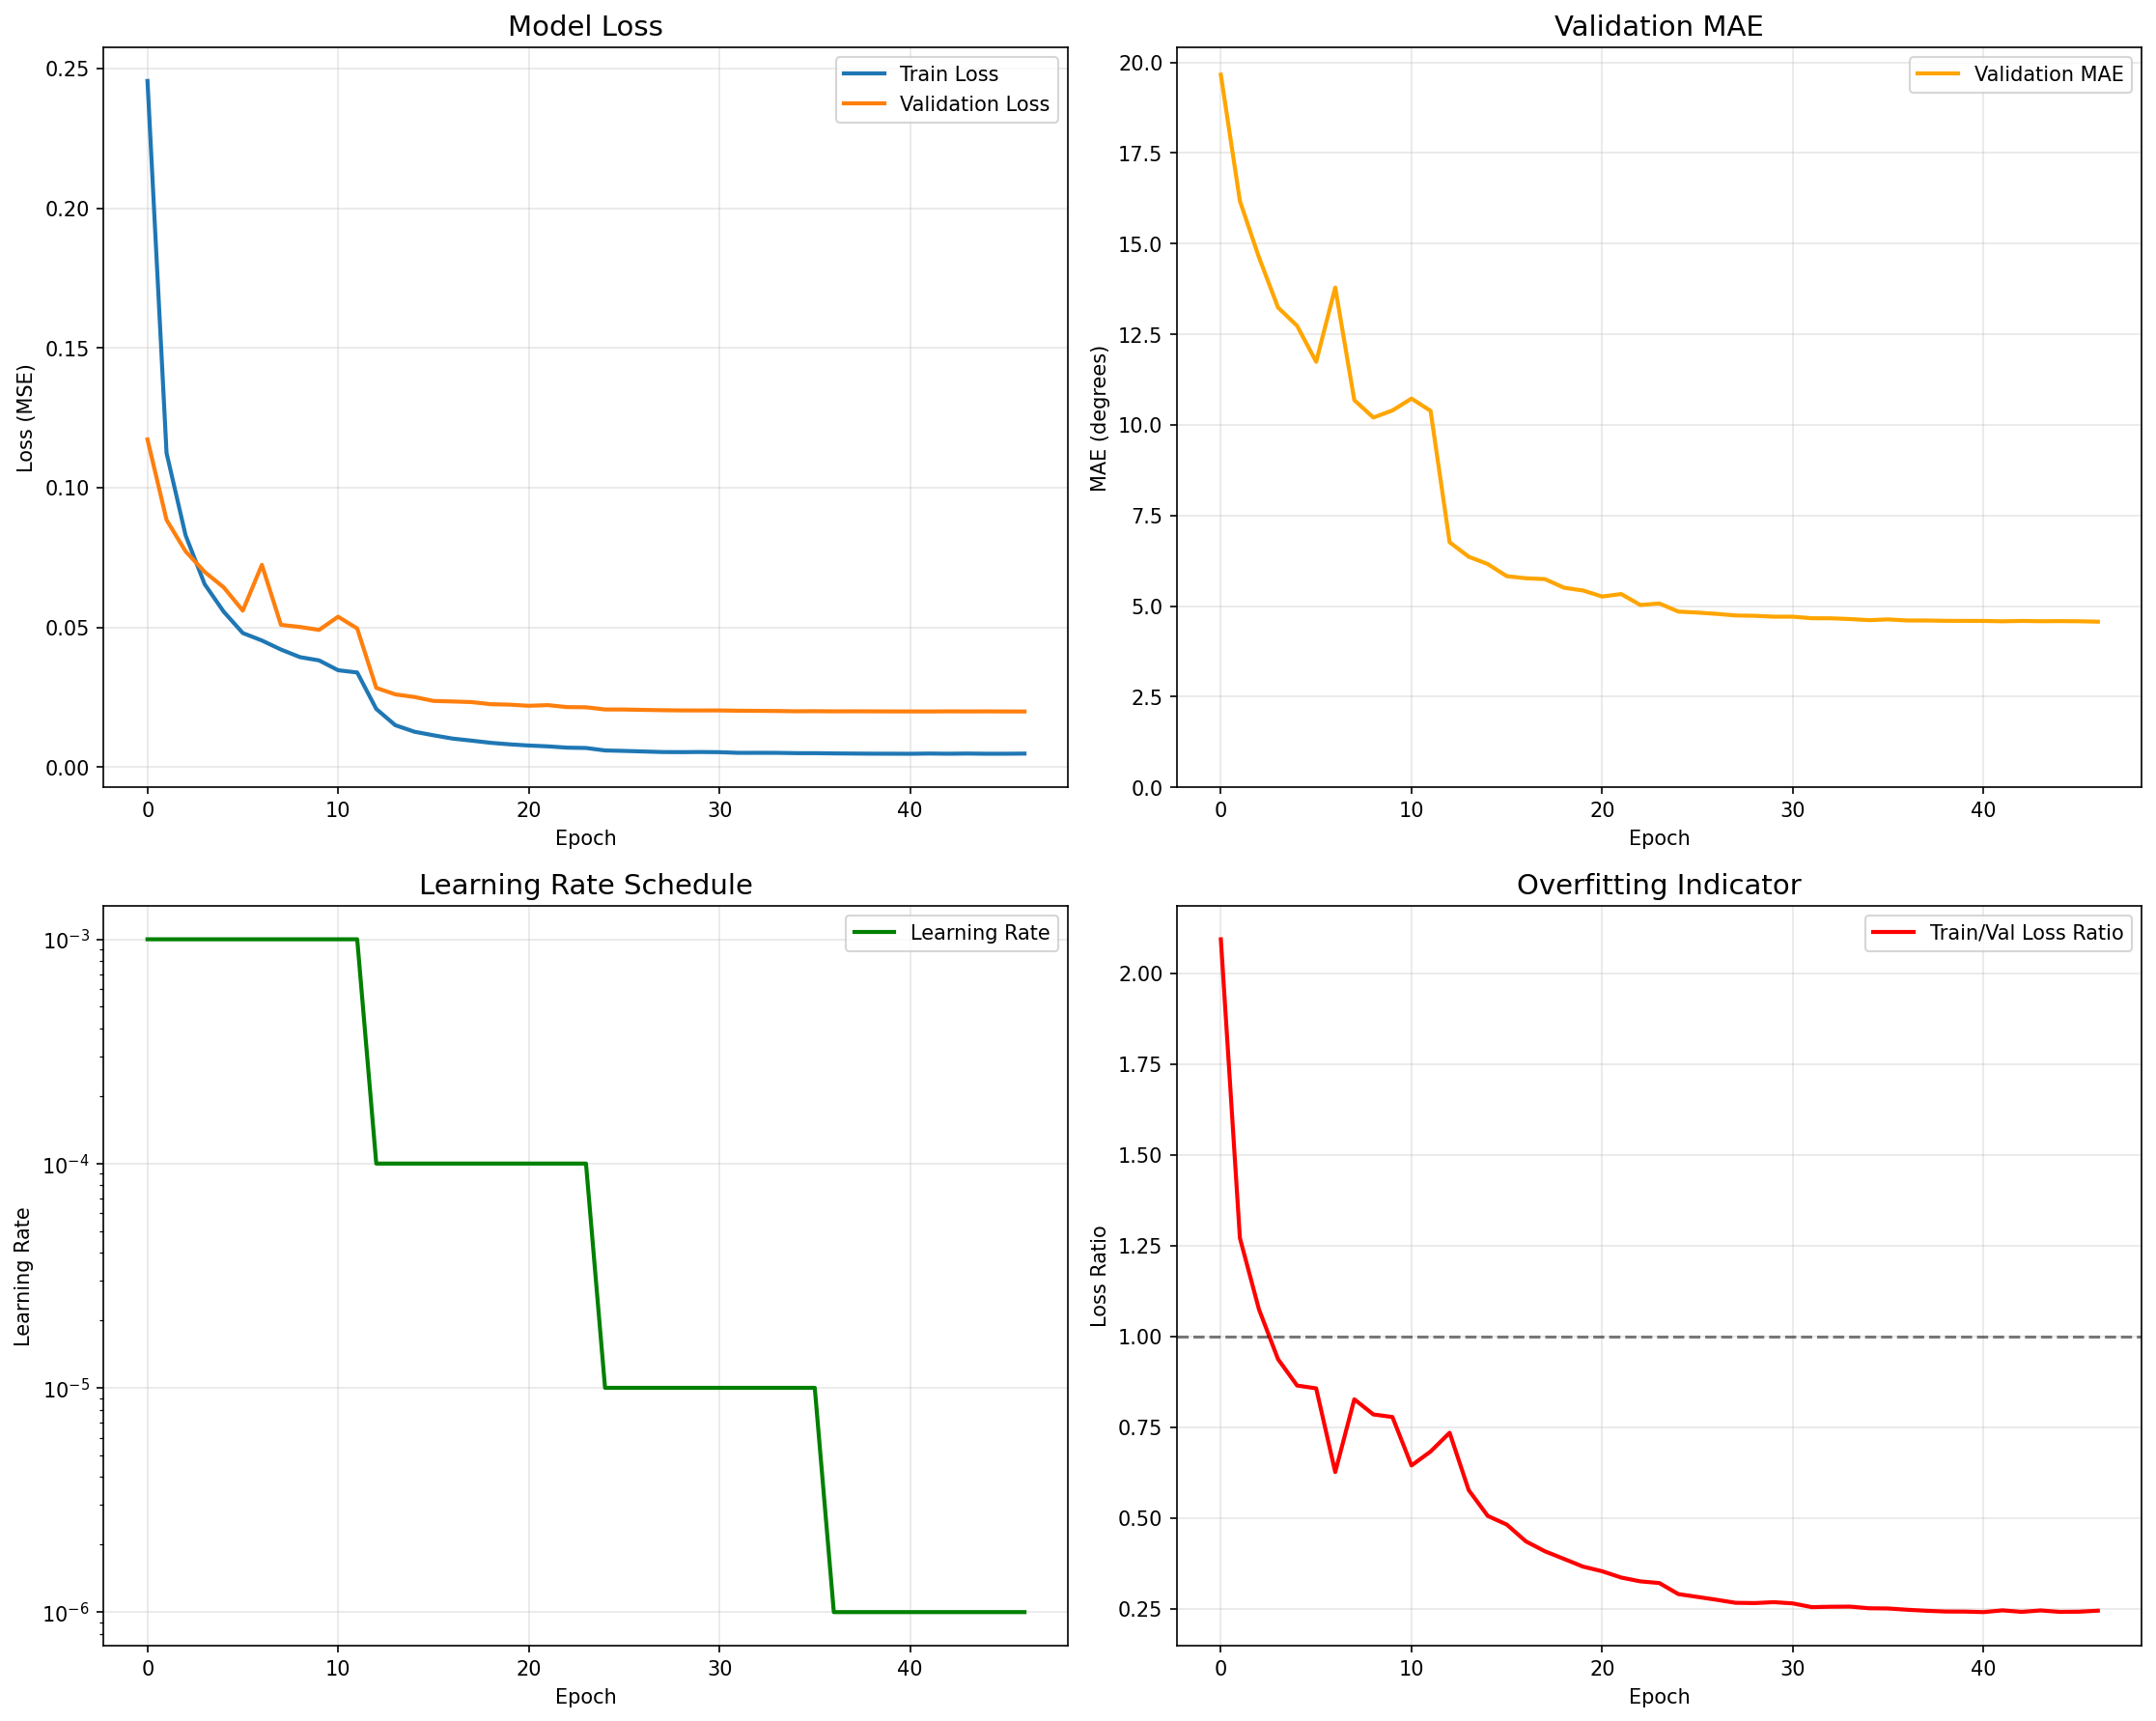 Model Loss
Train Loss
Validation Loss
0.25
0.20
0.15
0.10
0.05
0.00
Loss (MSE)
0 10 20 30 40
Epoch
Validation MAE
Validation MAE
20.0
17.5
15.0
12.5
10.0
7.5
5.0
2.5
0.0
MAE (degrees)
0 10 20 30 40
Epoch
Learning Rate Schedule
Learning Rate
10⁻³
10⁻⁴
10⁻⁵
10⁻⁶
Learning Rate
0 10 20 30 40
Epoch
Overfitting Indicator
Train/Val Loss Ratio
2.00
1.75
1.50
1.25
1.00
0.75
0.50
0.25
Loss Ratio
0 10 20 30 40
Epoch